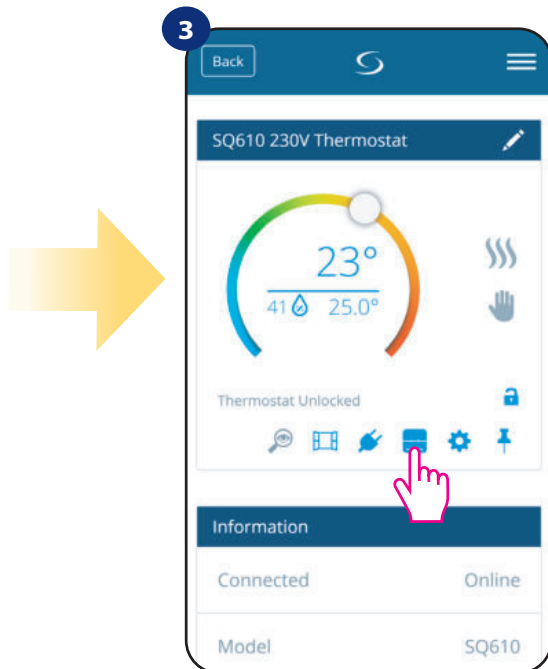 3
Back
SQ610 230V Thermostat
23°
41 25.0°
Thermostat Unlocked
Information
Connected Online
Model SQ610